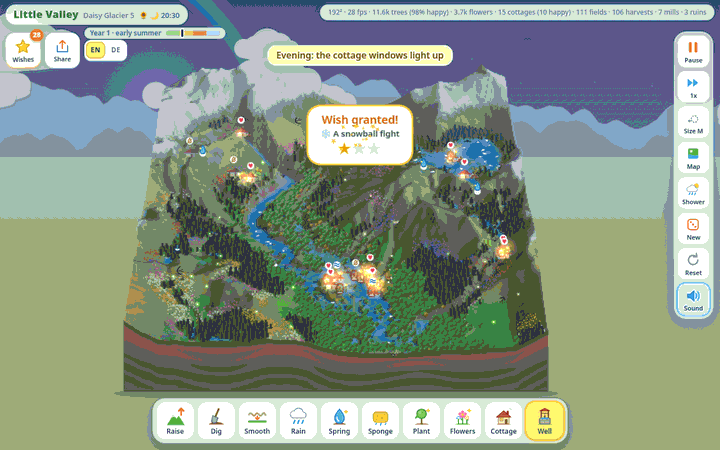 Little Valley Daisy Glacier 5 20:30
192² · 28 fps · 11.6k trees (98% happy) · 3.7k flowers · 15 cottages (10 happy) · 111 fields · 106 harvests · 7 mills · 3 ruins
Year 1 · early summer
28
Wishes
Share
EN
DE
Evening: the cottage windows light up
Wish granted!
A snowball fight
Pause
1x
Size M
Map
Shower
New
Reset
Sound
Raise
Dig
Smooth
Rain
Spring
Sponge
Plant
Flowers
Cottage
Well